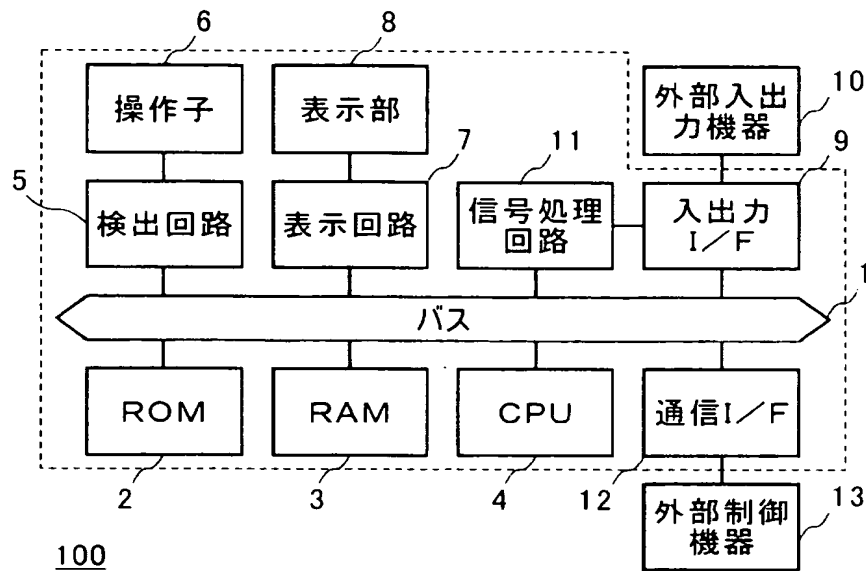 6
8
操作子
表示部
外部入出
力機器
10
5
7
11
9
検出回路
表示回路
信号処理
回路
入出力
I/F
1
バス
ROM
RAM
CPU
通信I/F
2
3
4
12
外部制御
機器
13
100